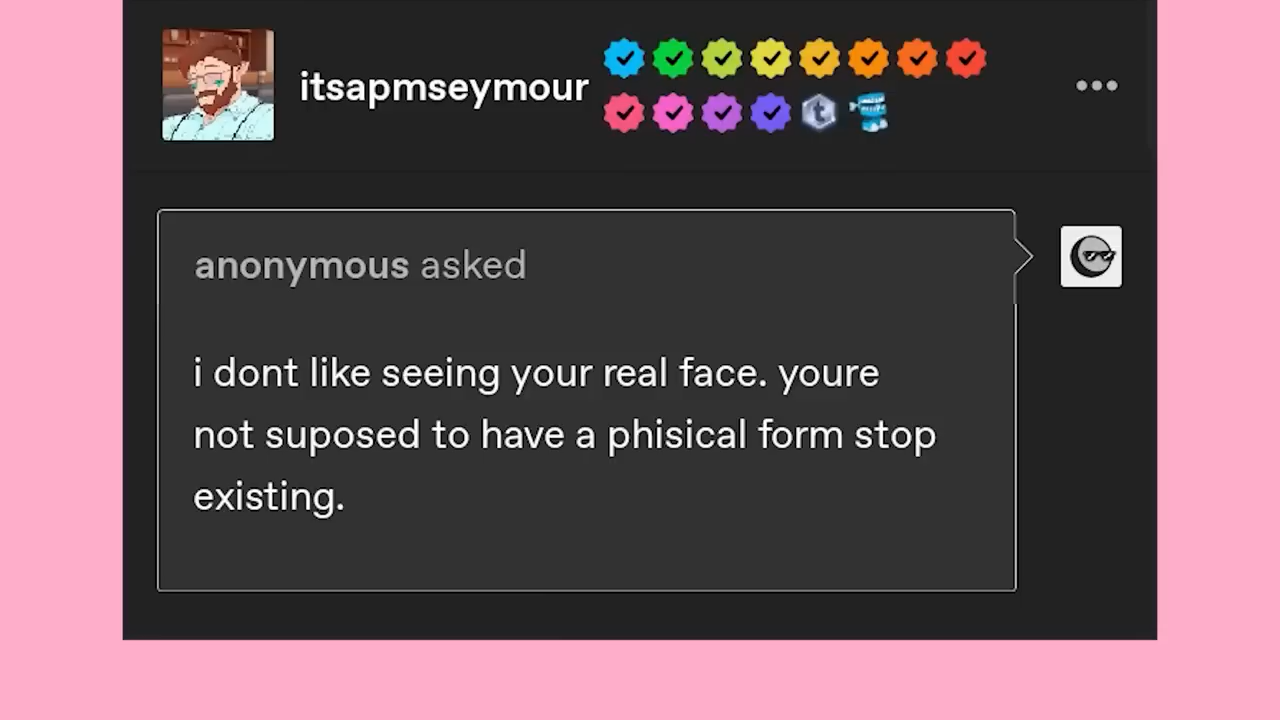 itsapmseymour
anonymous asked
i dont like seeing your real face. youre
not suposed to have a phisical form stop
existing.